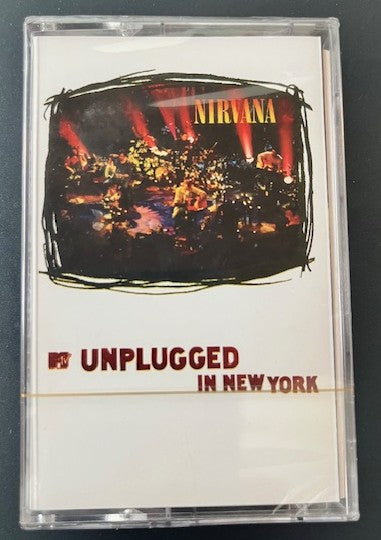 NIRVANA
MTV UNPLUGGED
IN NEW YORK